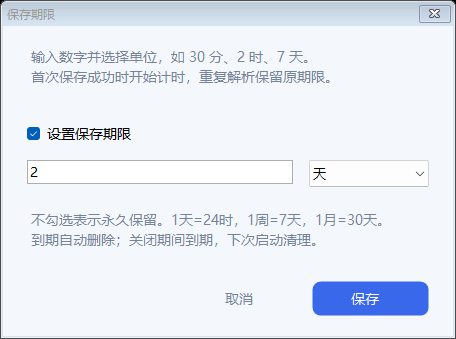 保存期限
输入数字并选择单位，如 30 分、2 时、7 天。
首次保存成功时开始计时，重复解析保留原期限。
设置保存期限
2
天
不勾选表示永久保留。1天=24时，1周=7天，1月=30天。
到期自动删除；关闭期间到期，下次启动清理。
取消
保存